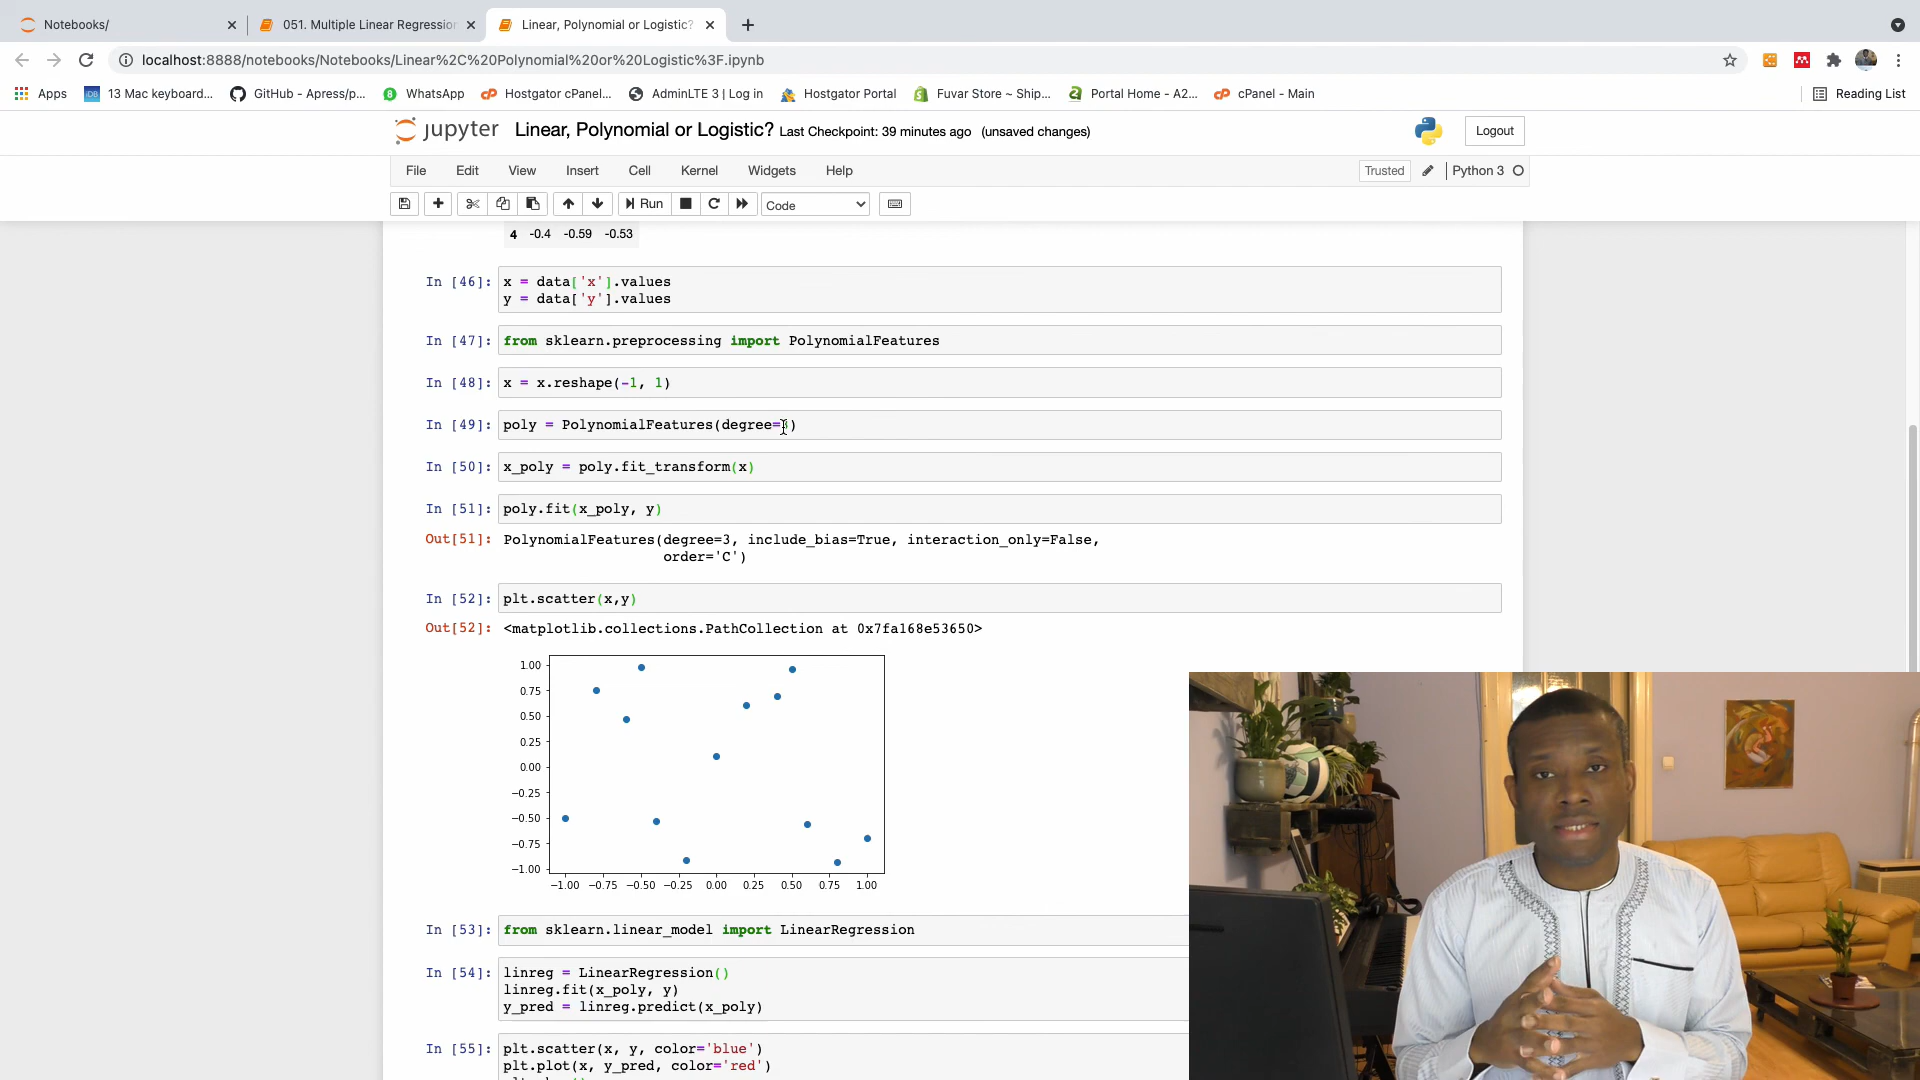 Notebooks/
051. Multiple Linear Regression
Linear, Polynomial or Logistic?
localhost:8888/notebooks/Notebooks/Linear%2C%20Polynomial%20or%20Logistic%3F.ipynb
Apps
13 Mac keyboard...
GitHub - Apress/p...
WhatsApp
Hostgator cPanel...
AdminLTE 3 | Log in
Hostgator Portal
Fuvar Store ~ Ship...
Portal Home - A2...
cPanel - Main
Reading List
jupyter Linear, Polynomial or Logistic? Last Checkpoint: 39 minutes ago (unsaved changes)
Logout
File Edit View Insert Cell Kernel Widgets Help
Trusted
Python 3
Run
Code
4 -0.4 -0.59 -0.53
In [46]: x = data['x'].values
y = data['y'].values
In [47]: from sklearn.preprocessing import PolynomialFeatures
In [48]: x = x.reshape(-1, 1)
In [49]: poly = PolynomialFeatures(degree=3)
In [50]: x_poly = poly.fit_transform(x)
In [51]: poly.fit(x_poly, y)
Out[51]: PolynomialFeatures(degree=3, include_bias=True, interaction_only=False,
order='C')
In [52]: plt.scatter(x,y)
Out[52]: <matplotlib.collections.PathCollection at 0x7fa168e53650>
1.00
0.75
0.50
0.25
0.00
−0.25
−0.50
−0.75
−1.00
−1.00 −0.75 −0.50 −0.25 0.00 0.25 0.50 0.75 1.00
In [53]: from sklearn.linear_model import LinearRegression
In [54]: linreg = LinearRegression()
linreg.fit(x_poly, y)
y_pred = linreg.predict(x_poly)
In [55]: plt.scatter(x, y, color='blue')
plt.plot(x, y_pred, color='red')